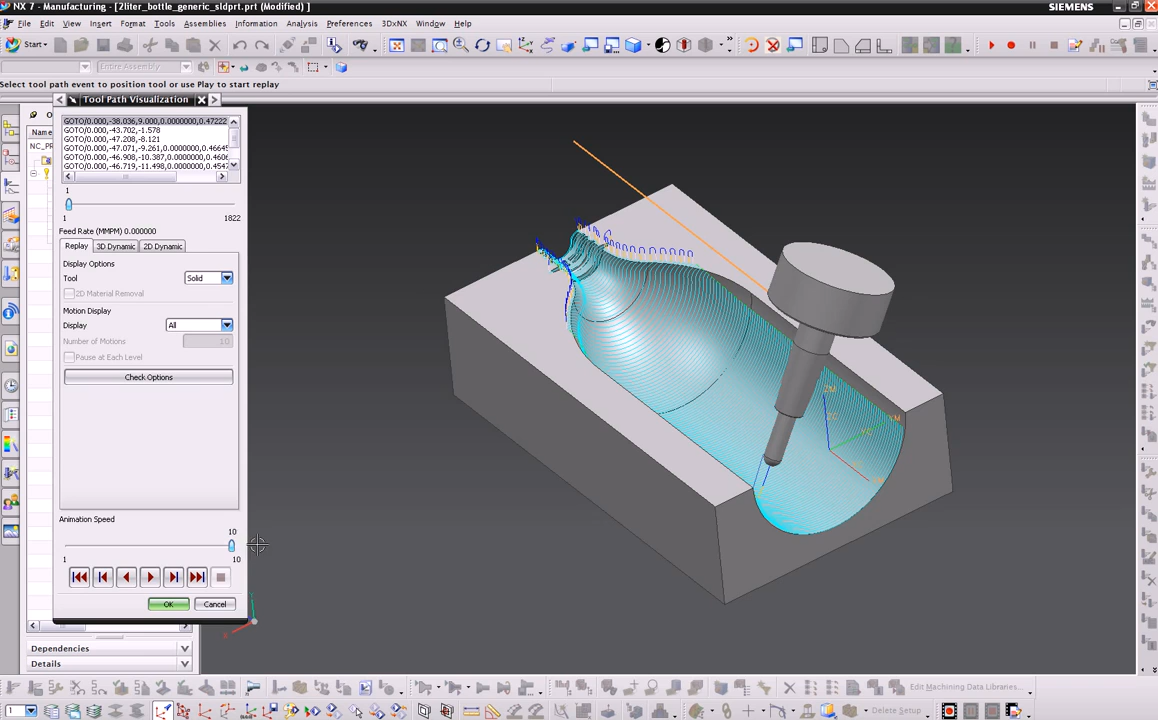 NX 7 - Manufacturing - [2liter_bottle_generic_sldprt.prt (Modified) ]
SIEMENS
File Edit View Insert Format Tools Assemblies Information Analysis Preferences 3DxNX Window Help
Start
Entire Assembly
Select tool path event to position tool or use Play to start replay
Tool Path Visualization
Name
NC_PR
GOTO/0.000,-38.036,9.000,0.0000000,0.47222
GOTO/0.000,-43.702,-1.578
GOTO/0.000,-47.208,-8.121
GOTO/0.000,-47.071,-9.261,0.0000000,0.46645
GOTO/0.000,-46.908,-10.387,0.0000000,0.4606
GOTO/0.000,-46.719,-11.498,0.0000000,0.4547
1
1 1822
Feed Rate (MMPM) 0.000000
Replay 3D Dynamic 2D Dynamic
Display Options
Tool Solid
2D Material Removal
Motion Display
Display All
Number of Motions 10
Pause at Each Level
Check Options
ZM
YM
Animation Speed
10
1 10
OK Cancel
Dependencies
Details
Edit Machining Data Libraries...
1
Delete Setup